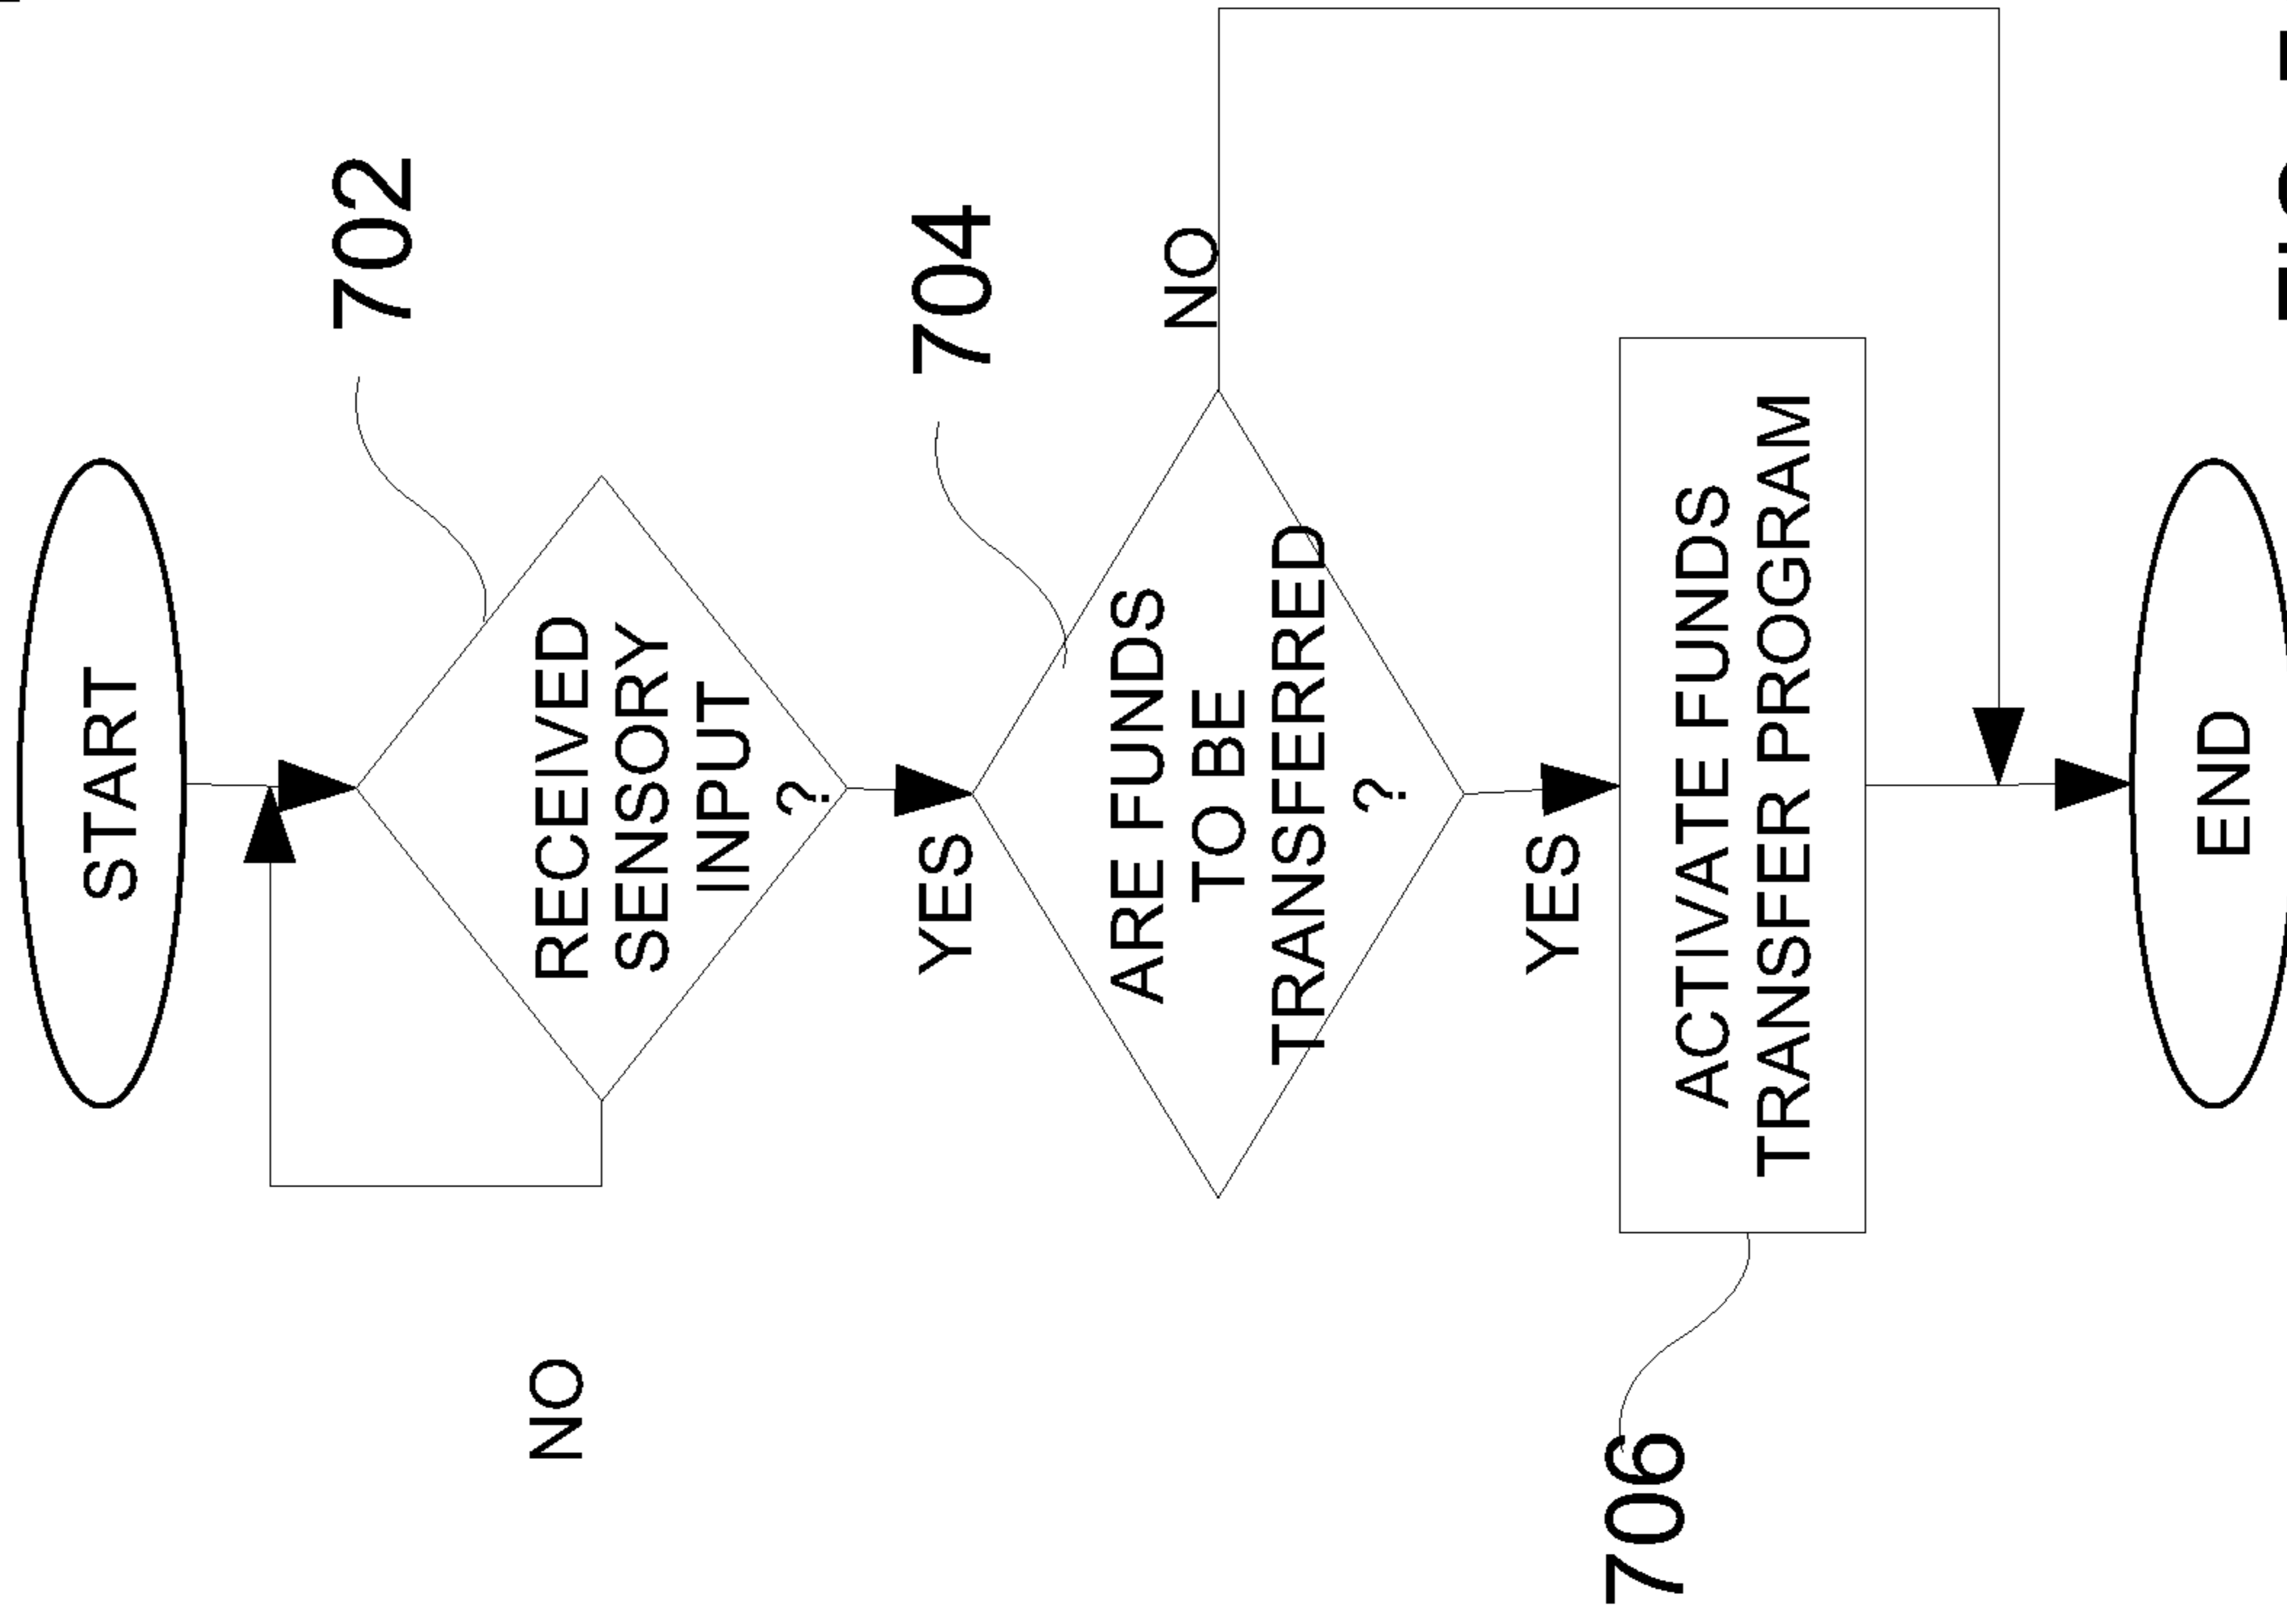 START
702
RECEIVED
SENSORY
INPUT
?
NO
YES
704
ARE FUNDS
TO BE
TRANSFERRED
?
NO
YES
ACTIVATE FUNDS
TRANSFER PROGRAM
706
END